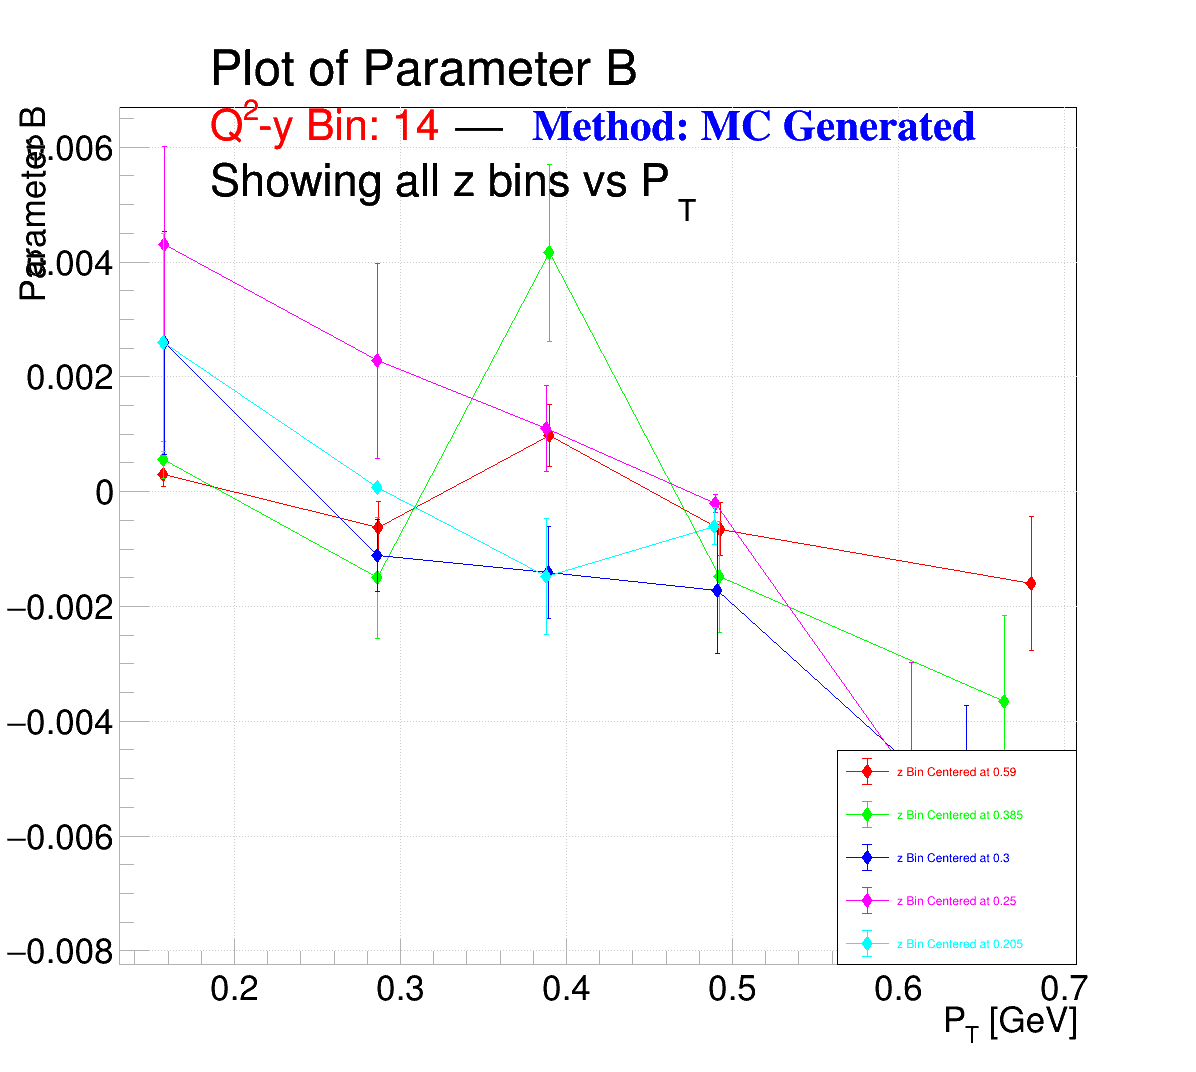 Plot of Parameter B
Q²-y Bin: 14 — Method: MC Generated
Showing all z bins vs P_T
Parameter B
0.006
0.004
0.002
0
−0.002
−0.004
−0.006
−0.008
z Bin Centered at 0.59
z Bin Centered at 0.385
z Bin Centered at 0.3
z Bin Centered at 0.25
z Bin Centered at 0.205
0.2 0.3 0.4 0.5 0.6 0.7
P_T [GeV]